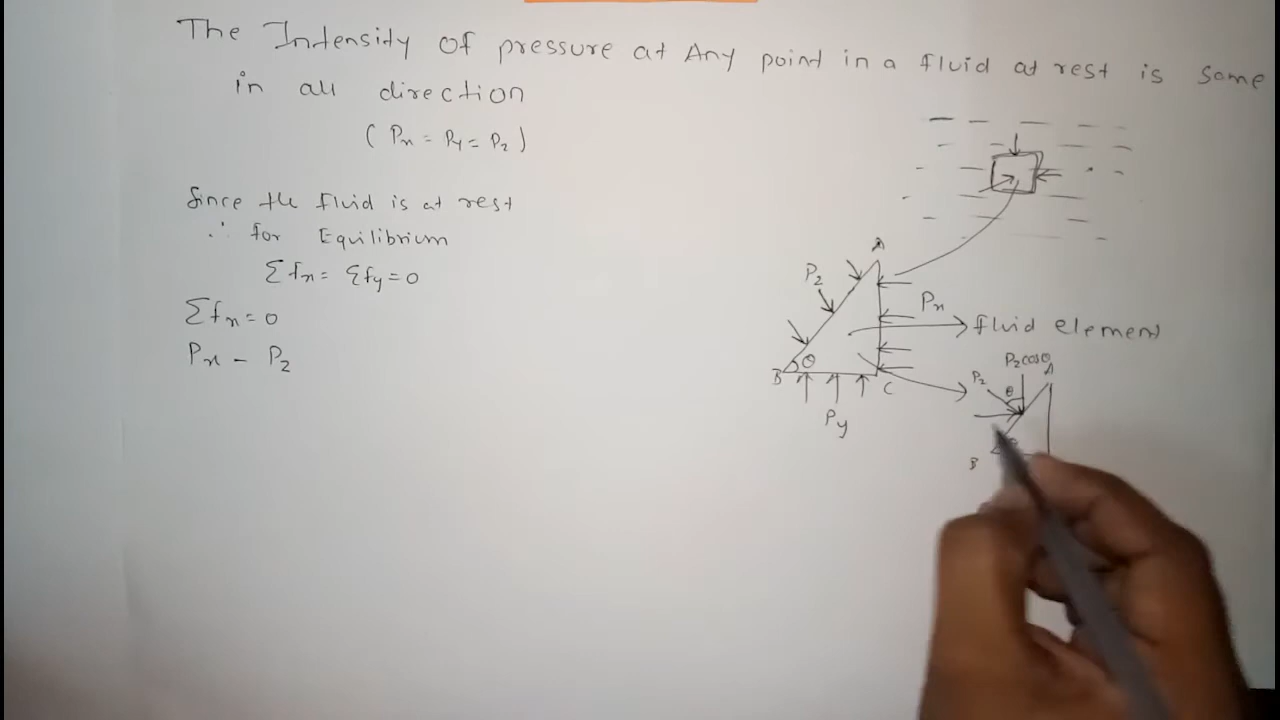 The Intensity of pressure at Any point in a fluid at rest is same
in all direction
( Px = Py = Pz )
Since the fluid is at rest
∴ for Equilibrium
Σfx = Σfy = 0
Σfx = 0
Px - Pz
A
Pz
Px
fluid element
θ
B
C
Py
Pz cosθ
A
Pz
θ
B